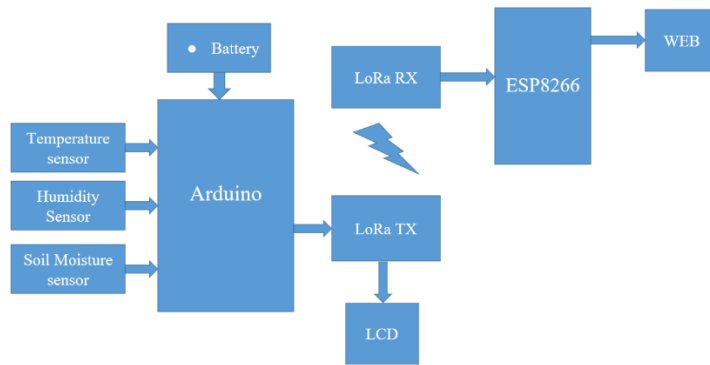 ● Battery
LoRa RX
ESP8266
WEB
Temperature
sensor
Humidity
Sensor
Soil Moisture
sensor
Arduino
LoRa TX
LCD